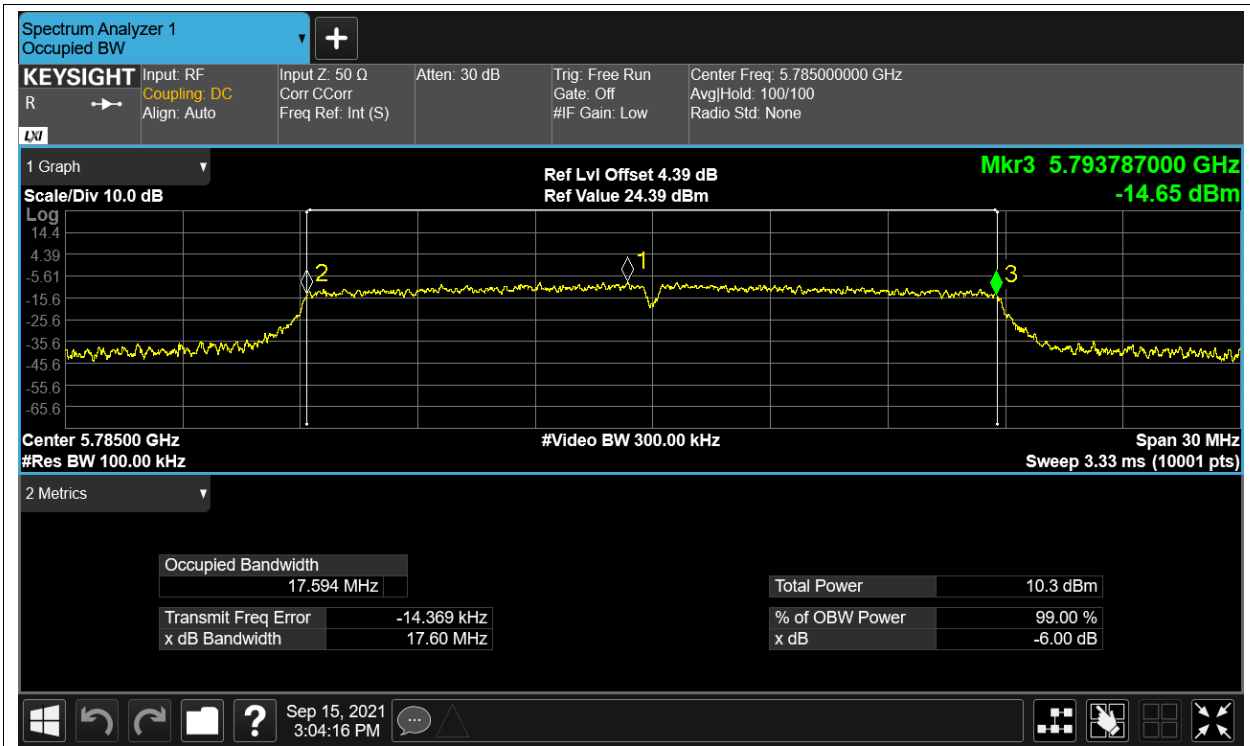 Spectrum Analyzer 1
Occupied BW
KEYSIGHT Input: RF Input Z: 50 Ω Atten: 30 dB Trig: Free Run Center Freq: 5.785000000 GHz
R Coupling: DC Corr CCorr Gate: Off Avg|Hold: 100/100
Align: Auto Freq Ref: Int (S) #IF Gain: Low Radio Std: None
LXI
1 Graph Ref Lvl Offset 4.39 dB Mkr3 5.793787000 GHz
Scale/Div 10.0 dB Ref Value 24.39 dBm -14.65 dBm
Log
14.4
4.39
-5.61
-15.6
-25.6
-35.6
-45.6
-55.6
-65.6
2 1 3
Center 5.78500 GHz #Video BW 300.00 kHz Span 30 MHz
#Res BW 100.00 kHz Sweep 3.33 ms (10001 pts)
2 Metrics
Occupied Bandwidth
17.594 MHz Total Power 10.3 dBm
Transmit Freq Error -14.369 kHz % of OBW Power 99.00 %
x dB Bandwidth 17.60 MHz x dB -6.00 dB
? Sep 15, 2021
3:04:16 PM